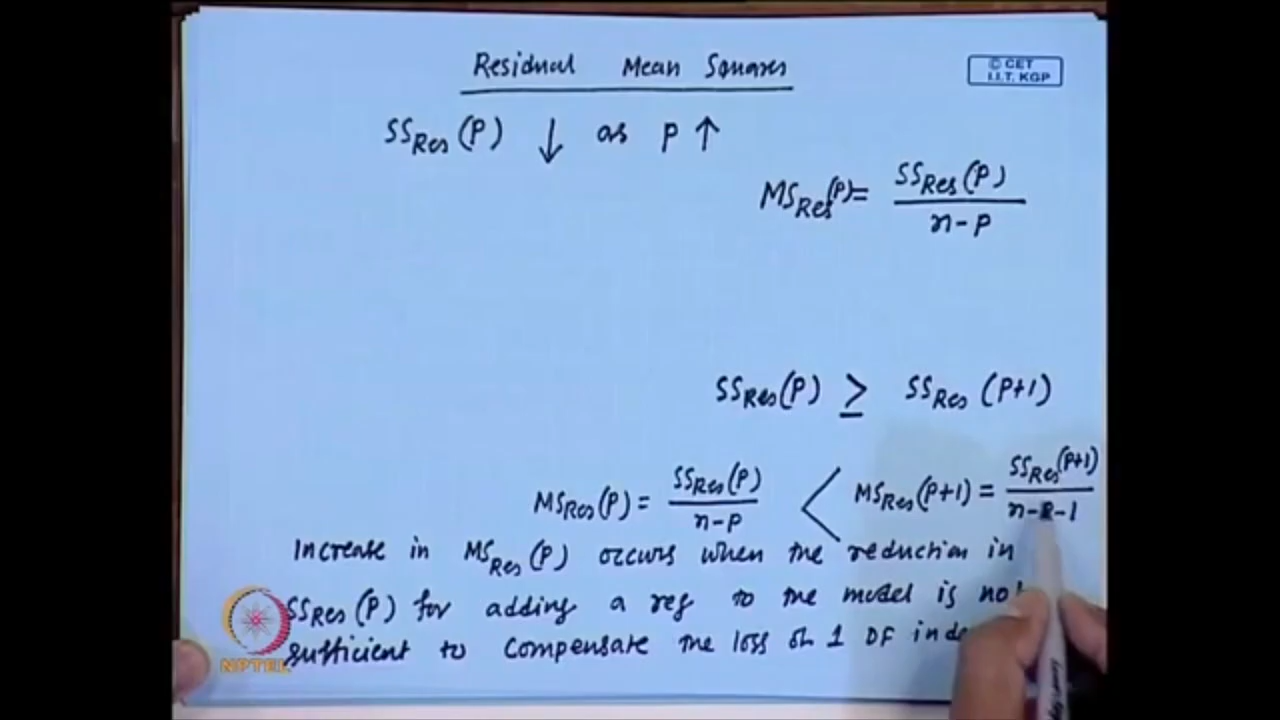 Residual Mean Squares
© CET
I.I.T. KGP
SS_Res(P) ↓ as P ↑
MS_Res(P) = SS_Res(P) / n-p
SS_Res(P) ≥ SS_Res(P+1)
MS_Res(P) = SS_Res(P) / n-p < MS_Res(P+1) = SS_Res(P+1) / n-p-1
Increase in MS_Res(P) occurs when the reduction in
SS_Res(P) for adding a reg to the model is not
sufficient to compensate the loss of 1 DF in
NPTEL